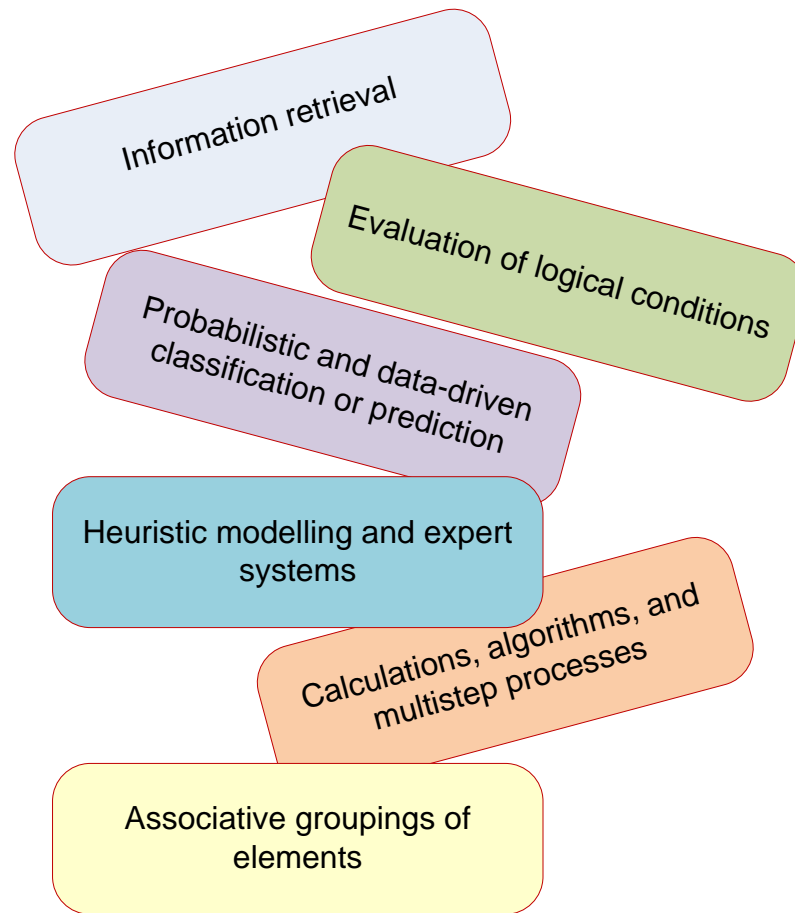 Information retrieval
Evaluation of logical conditions
Probabilistic and data-driven
classification or prediction
Heuristic modelling and expert
systems
Calculations, algorithms, and
multistep processes
Associative groupings of
elements